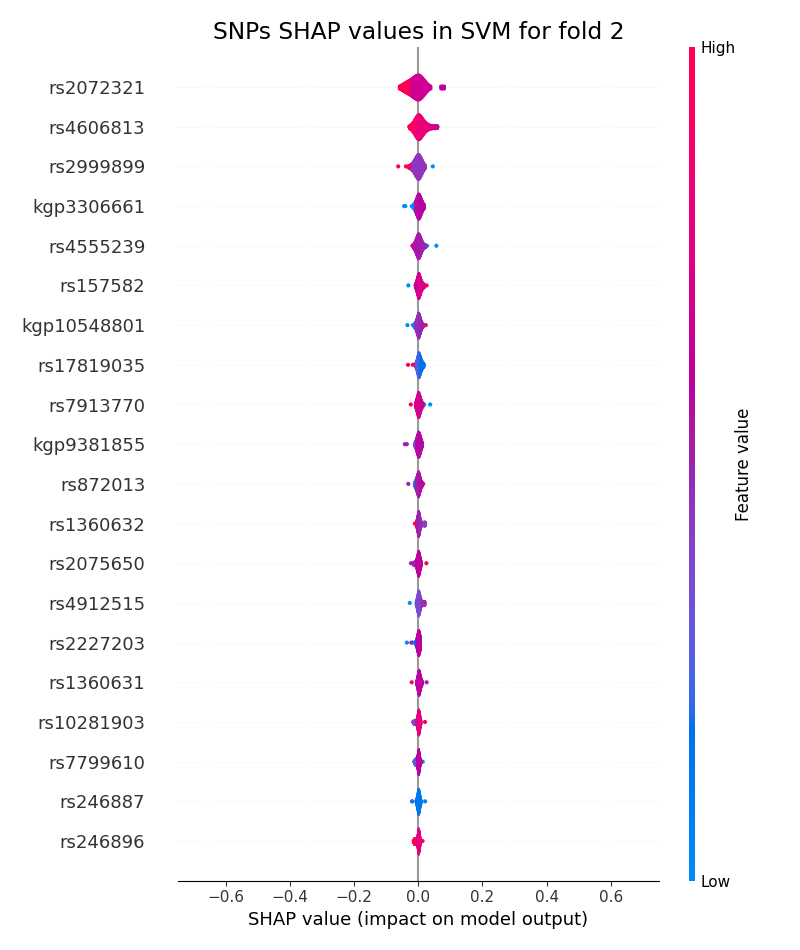 SNPs SHAP values in SVM for fold 2
High
rs2072321
rs4606813
rs2999899
kgp3306661
rs4555239
rs157582
kgp10548801
rs17819035
rs7913770
kgp9381855
rs872013
rs1360632
rs2075650
rs4912515
rs2227203
rs1360631
rs10281903
rs7799610
rs246887
rs246896
Feature value
Low
−0.6 −0.4 −0.2 0.0 0.2 0.4 0.6
SHAP value (impact on model output)